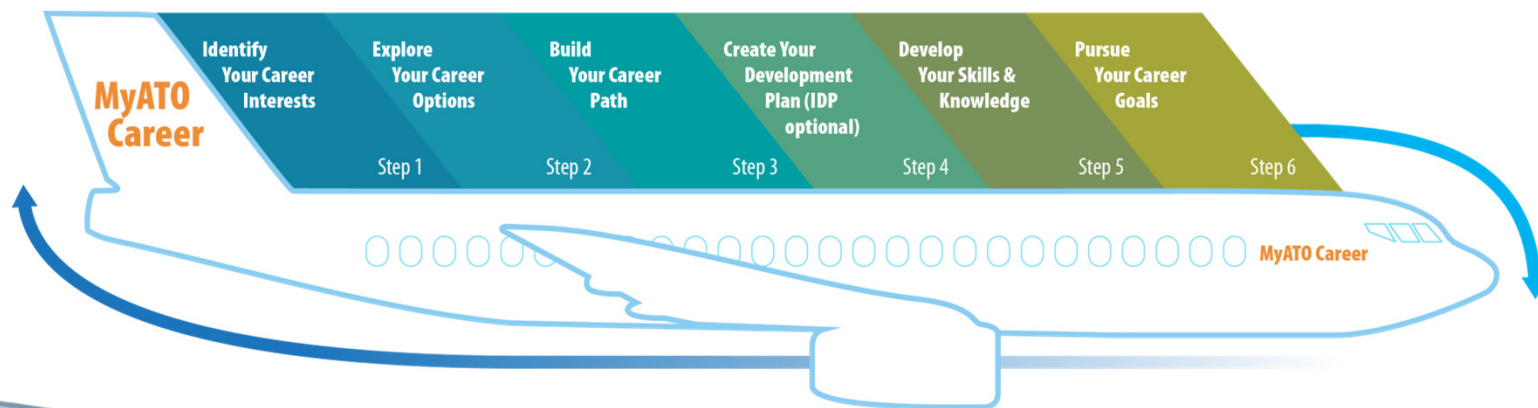 MyATO
Career
Identify
Your Career
Interests
Step 1
Explore
Your Career
Options
Step 2
Build
Your Career
Path
Step 3
Create Your
Development
Plan (IDP
optional)
Step 4
Develop
Your Skills &
Knowledge
Step 5
Pursue
Your Career
Goals
Step 6
MyATO Career